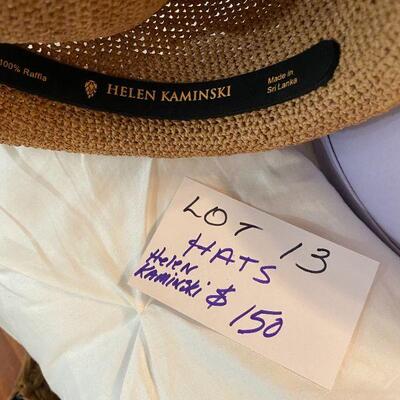 100% Raffia
HELEN KAMINSKI
Made in
Sri Lanka
LOT 13
HATS
Helen
KAMINSKI $150